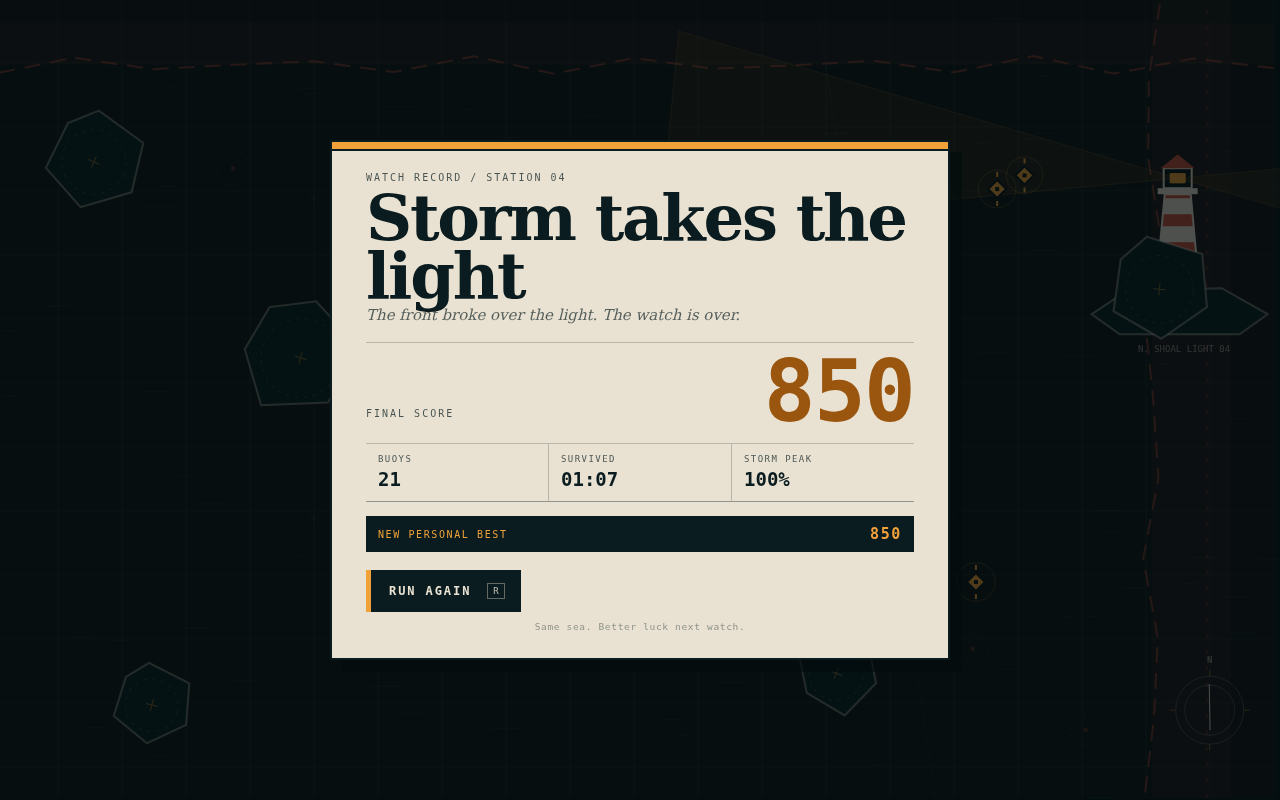 WATCH RECORD / STATION 04
Storm takes the
light
The front broke over the light. The watch is over.
FINAL SCORE
850
BUOYS
21
SURVIVED
01:07
STORM PEAK
100%
NEW PERSONAL BEST
850
RUN AGAIN
R
Same sea. Better luck next watch.
N. SHOAL LIGHT 04
N